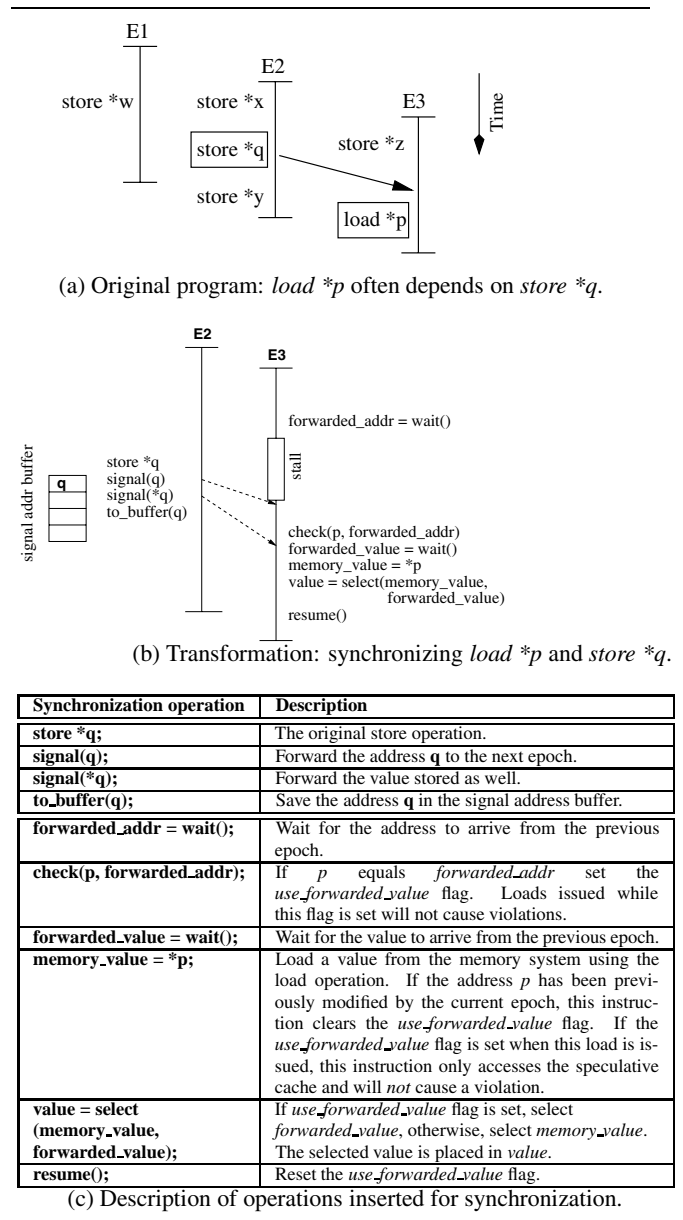 E1
E2
E3
store *w
store *x
store *q
store *z
store *y
load *p
Time
(a) Original program: load *p often depends on store *q.
E2
E3
forwarded_addr = wait()
stall
signal addr buffer
q
store *q
signal(q)
signal(*q)
to_buffer(q)
check(p, forwarded_addr)
forwarded_value = wait()
memory_value = *p
value = select(memory_value,
forwarded_value)
resume()
(b) Transformation: synchronizing load *p and store *q.
Synchronization operation Description
store *q; The original store operation.
signal(q); Forward the address q to the next epoch.
signal(*q); Forward the value stored as well.
to_buffer(q); Save the address q in the signal address buffer.
forwarded_addr = wait(); Wait for the address to arrive from the previous
epoch.
check(p, forwarded_addr); If p equals forwarded_addr set the
use_forwarded_value flag. Loads issued while
this flag is set will not cause violations.
forwarded_value = wait(); Wait for the value to arrive from the previous epoch.
memory_value = *p; Load a value from the memory system using the
load operation. If the address p has been previ-
ously modified by the current epoch, this instruc-
tion clears the use_forwarded_value flag. If the
use_forwarded_value flag is set when this load is is-
sued, this instruction only accesses the speculative
cache and will not cause a violation.
value = select If use_forwarded_value flag is set, select
(memory_value, forwarded_value, otherwise, select memory_value.
forwarded_value); The selected value is placed in value.
resume(); Reset the use_forwarded_value flag.
(c) Description of operations inserted for synchronization.